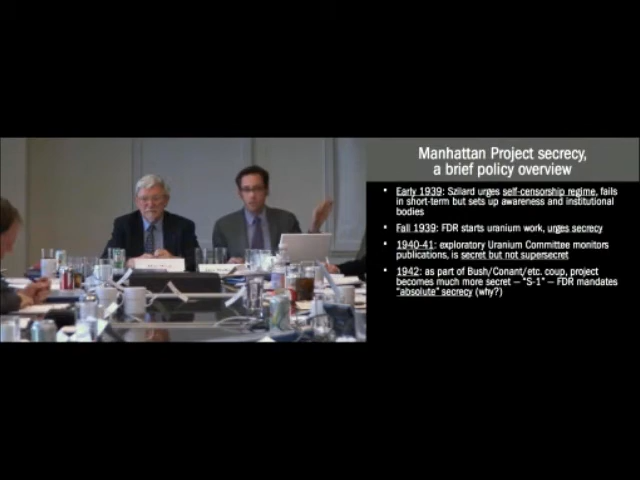 Manhattan Project secrecy,
a brief policy overview
• Early 1939: Szilard urges self-censorship regime, fails
in short-term but sets up awareness and institutional
bodies
• Fall 1939: FDR starts uranium work, urges secrecy
• 1940-41: exploratory Uranium Committee monitors
publications, is secret but not supersecret
• 1942: as part of Bush/Conant/etc. coup, project
becomes much more secret – "S-1" – FDR mandates
"absolute" secrecy (why?)